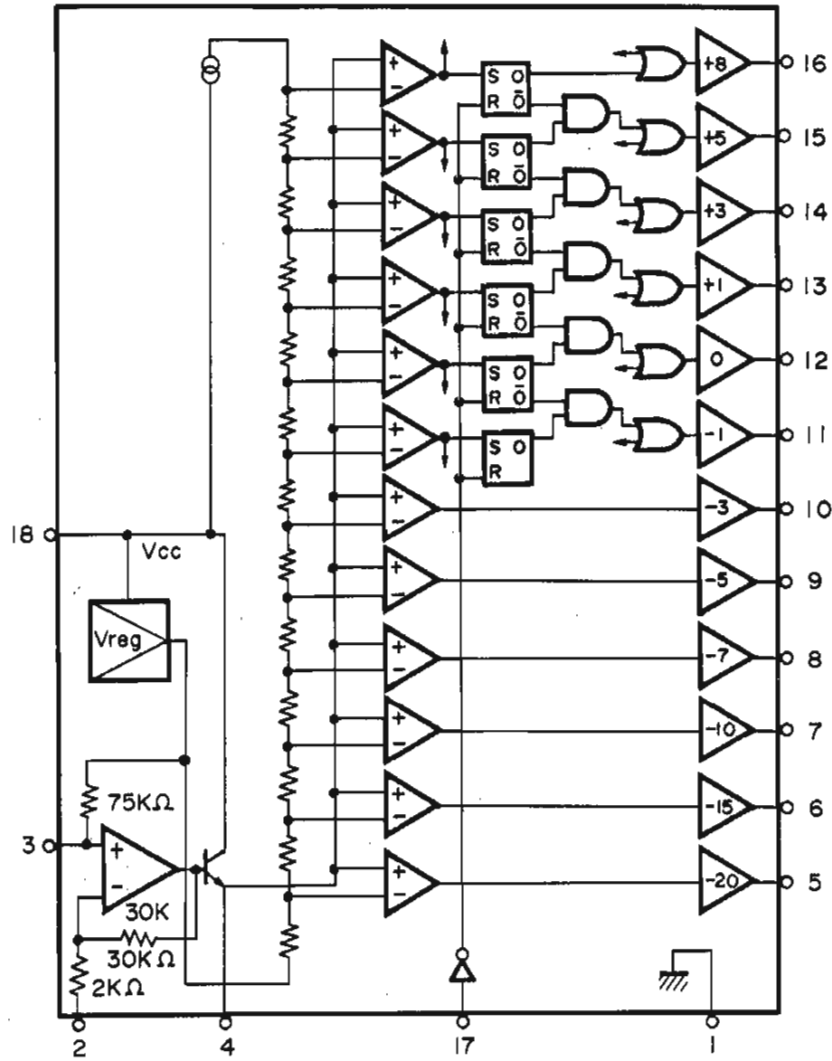 + − S O +8 16
R Ō
+ − S O +5 15
R Ō
+ − S O +3 14
R Ō
+ − S O +1 13
R Ō
+ − S O 0 12
R Ō
+ − S O -1 11
R
+ − -3 10
18 Vcc
+ − -5 9
Vreg
+ − -7 8
+ − -10 7
75KΩ
+ − -15 6
3 + −
+ − -20 5
30K
30KΩ
2KΩ
2 4 17 1